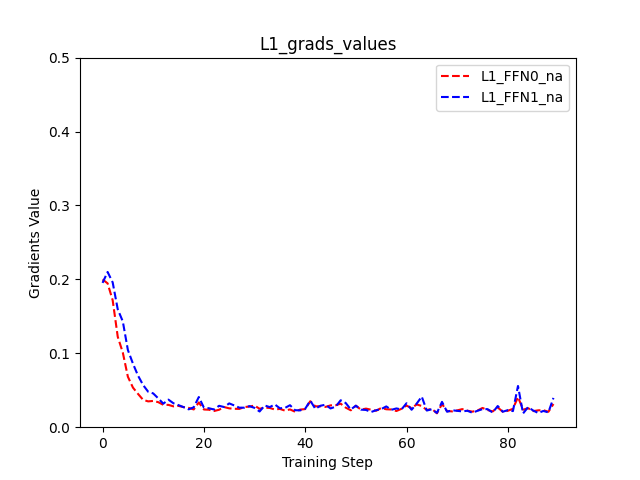 L1_grads_values
L1_FFN0_na
L1_FFN1_na
Gradients Value
0.5
0.4
0.3
0.2
0.1
0.0
0 20 40 60 80
Training Step